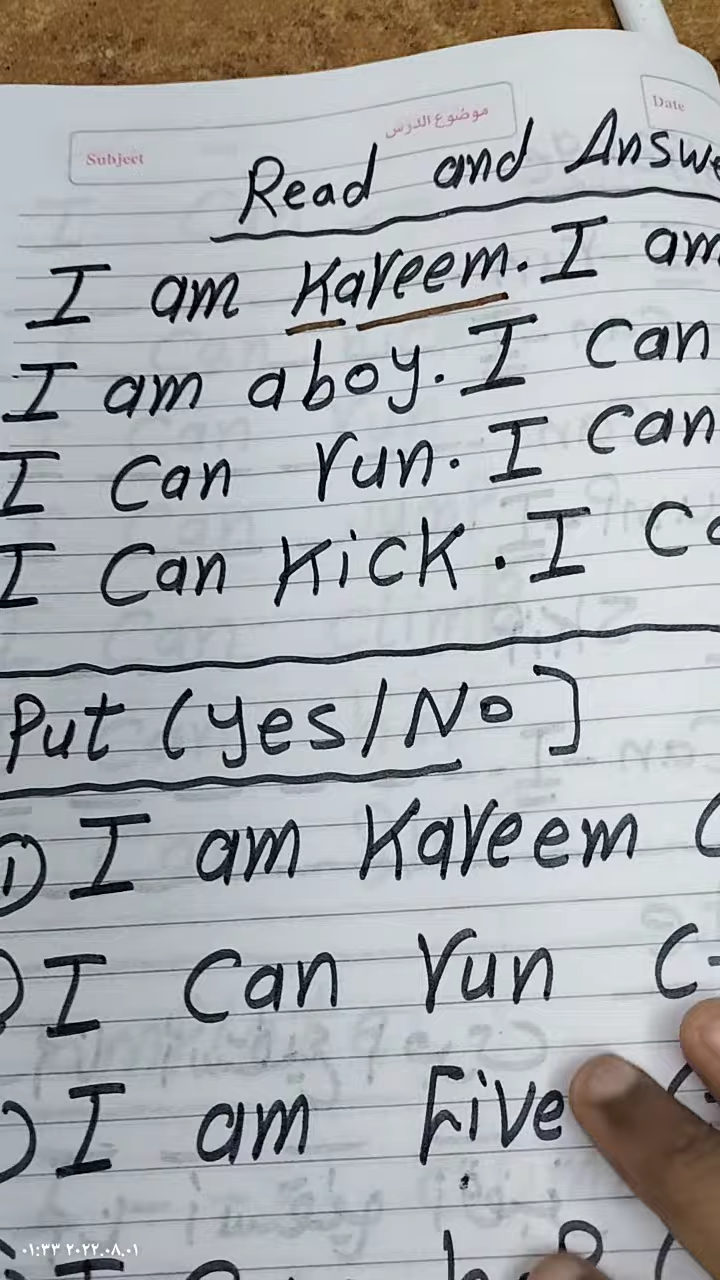 Subject موضوع الدرس Date
Read and Answe
I am Kareem. I am
I am a boy. I can
I can run. I can
I can kick. I
Put (yes/No]
1 I am Kareem (
I can run (
I am Five (
I
٠١:٣٣ ٢٠٢٢.٠٨.٠١